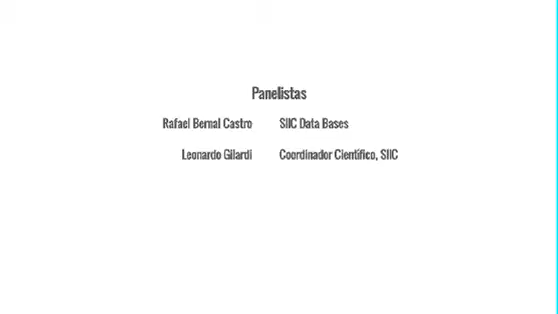 Panelistas
Rafael Bernal Castro SIIC Data Bases
Leonardo Gilardi Coordinador Científico, SIIC